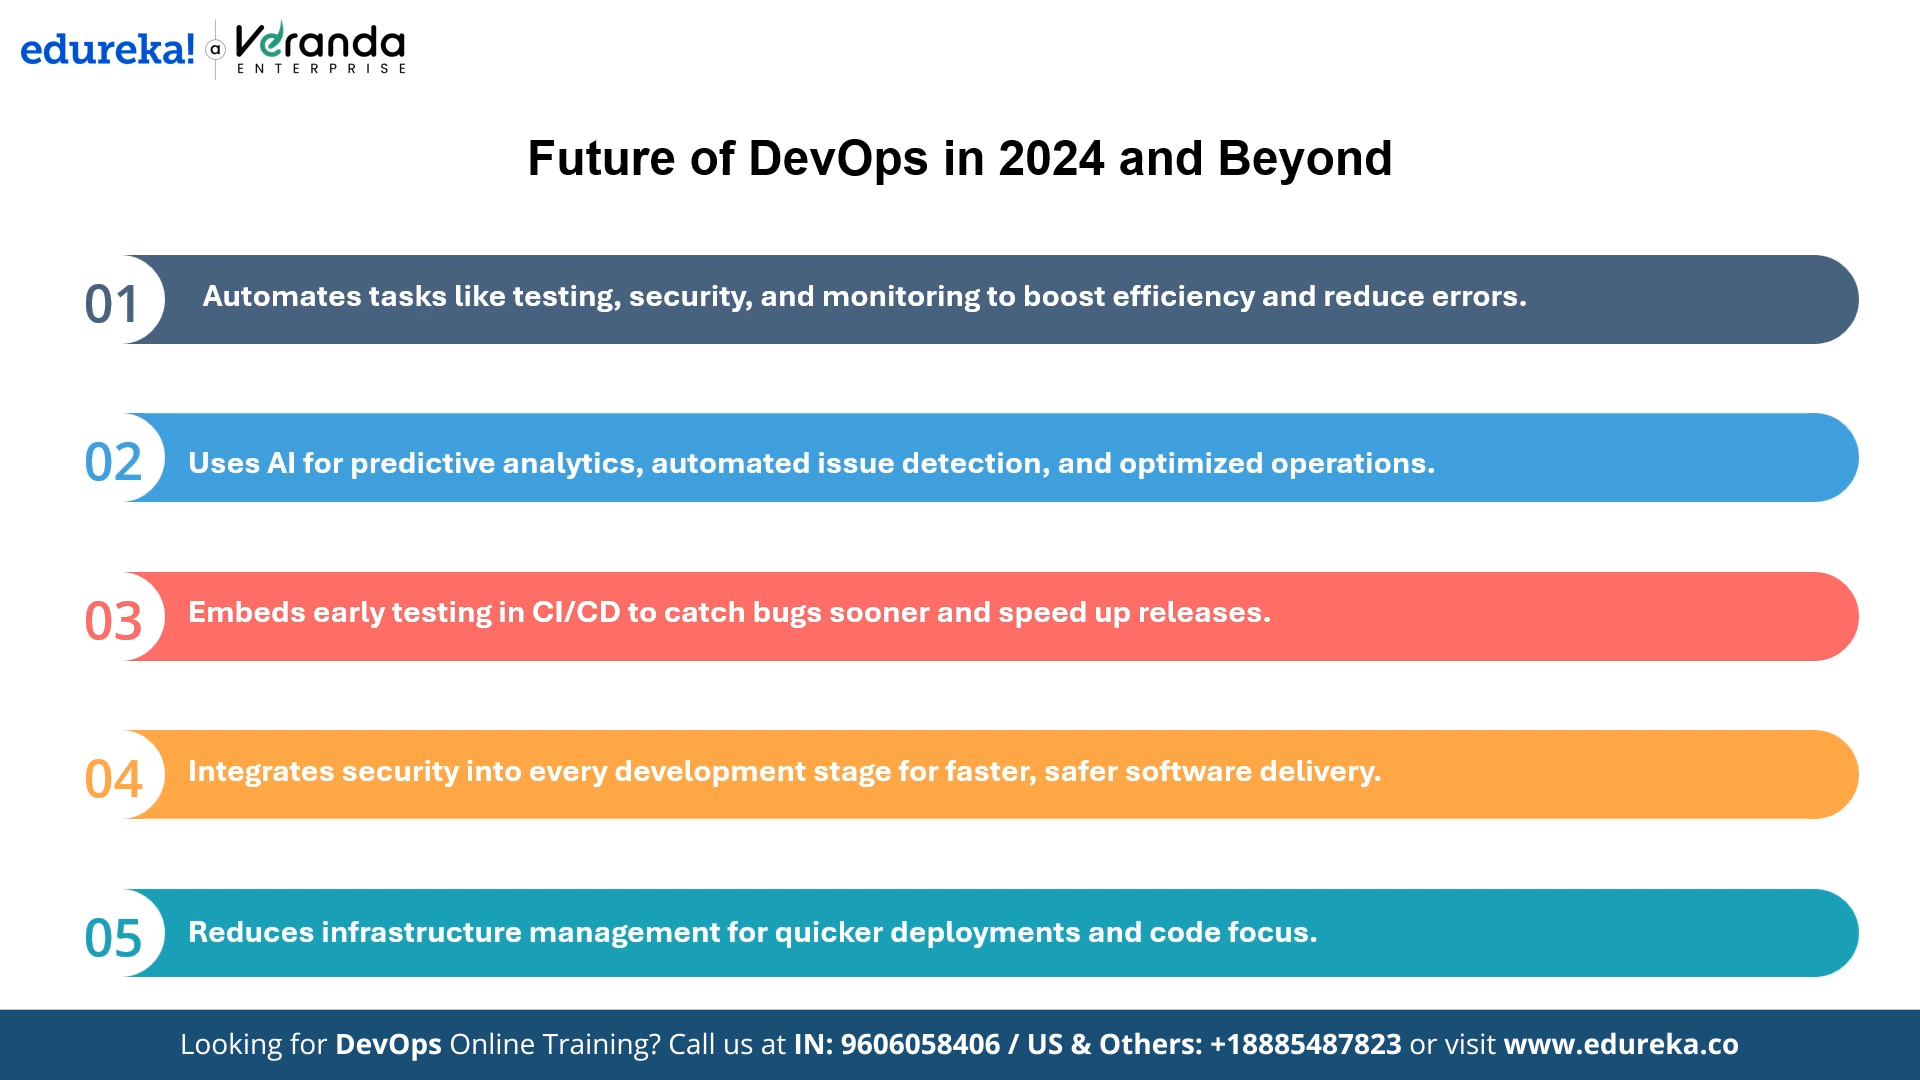 edureka! a Veranda
ENTERPRISE
Future of DevOps in 2024 and Beyond
01 Automates tasks like testing, security, and monitoring to boost efficiency and reduce errors.
02 Uses AI for predictive analytics, automated issue detection, and optimized operations.
03 Embeds early testing in CI/CD to catch bugs sooner and speed up releases.
04 Integrates security into every development stage for faster, safer software delivery.
05 Reduces infrastructure management for quicker deployments and code focus.
Looking for DevOps Online Training? Call us at IN: 9606058406 / US & Others: +18885487823 or visit www.edureka.co